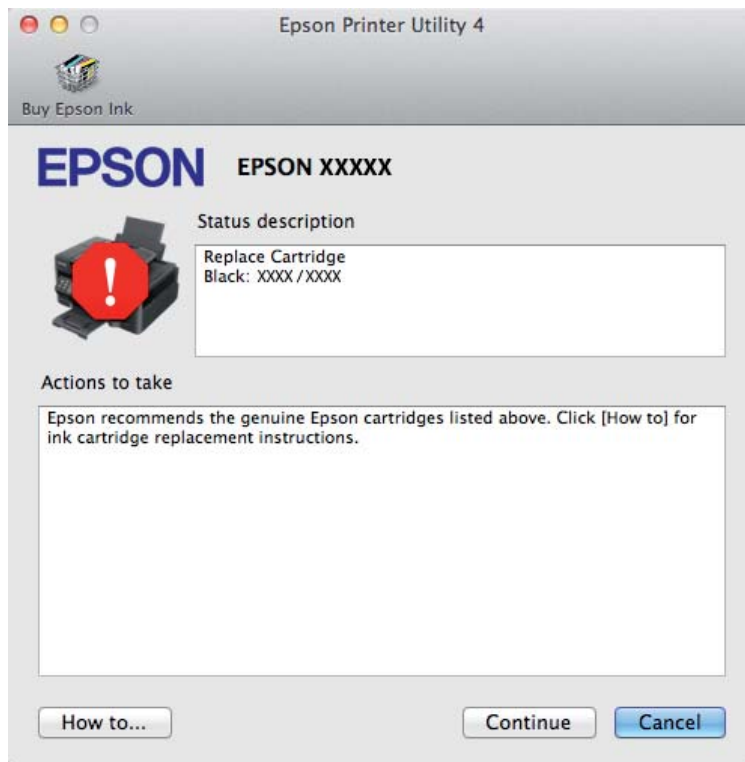 Epson Printer Utility 4
Buy Epson Ink
EPSON EPSON XXXXX
Status description
Replace Cartridge
Black: XXXX / XXXX
Actions to take
Epson recommends the genuine Epson cartridges listed above. Click [How to] for
ink cartridge replacement instructions.
How to... Continue Cancel